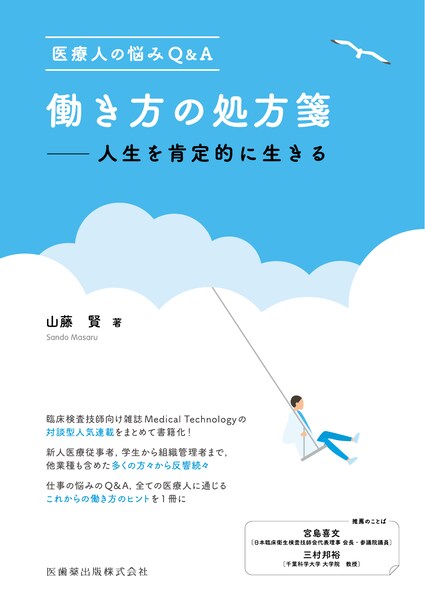 医療人の悩みQ&A
働き方の処方箋
――人生を肯定的に生きる
山藤 賢 著
Sando Masaru
臨床検査技師向け雑誌Medical Technologyの
対談型人気連載をまとめて書籍化!
新人医療従事者,学生から組織管理者まで,
他業種も含めた多くの方々から反響続々
仕事の悩みのQ&A,全ての医療人に通じる
これからの働き方のヒントを1冊に
推薦のことば
宮島喜文
〔日本臨床衛生検査技師会代表理事 会長・参議院議員〕
三村邦裕
〔千葉科学大学 大学院 教授〕
医歯薬出版株式会社